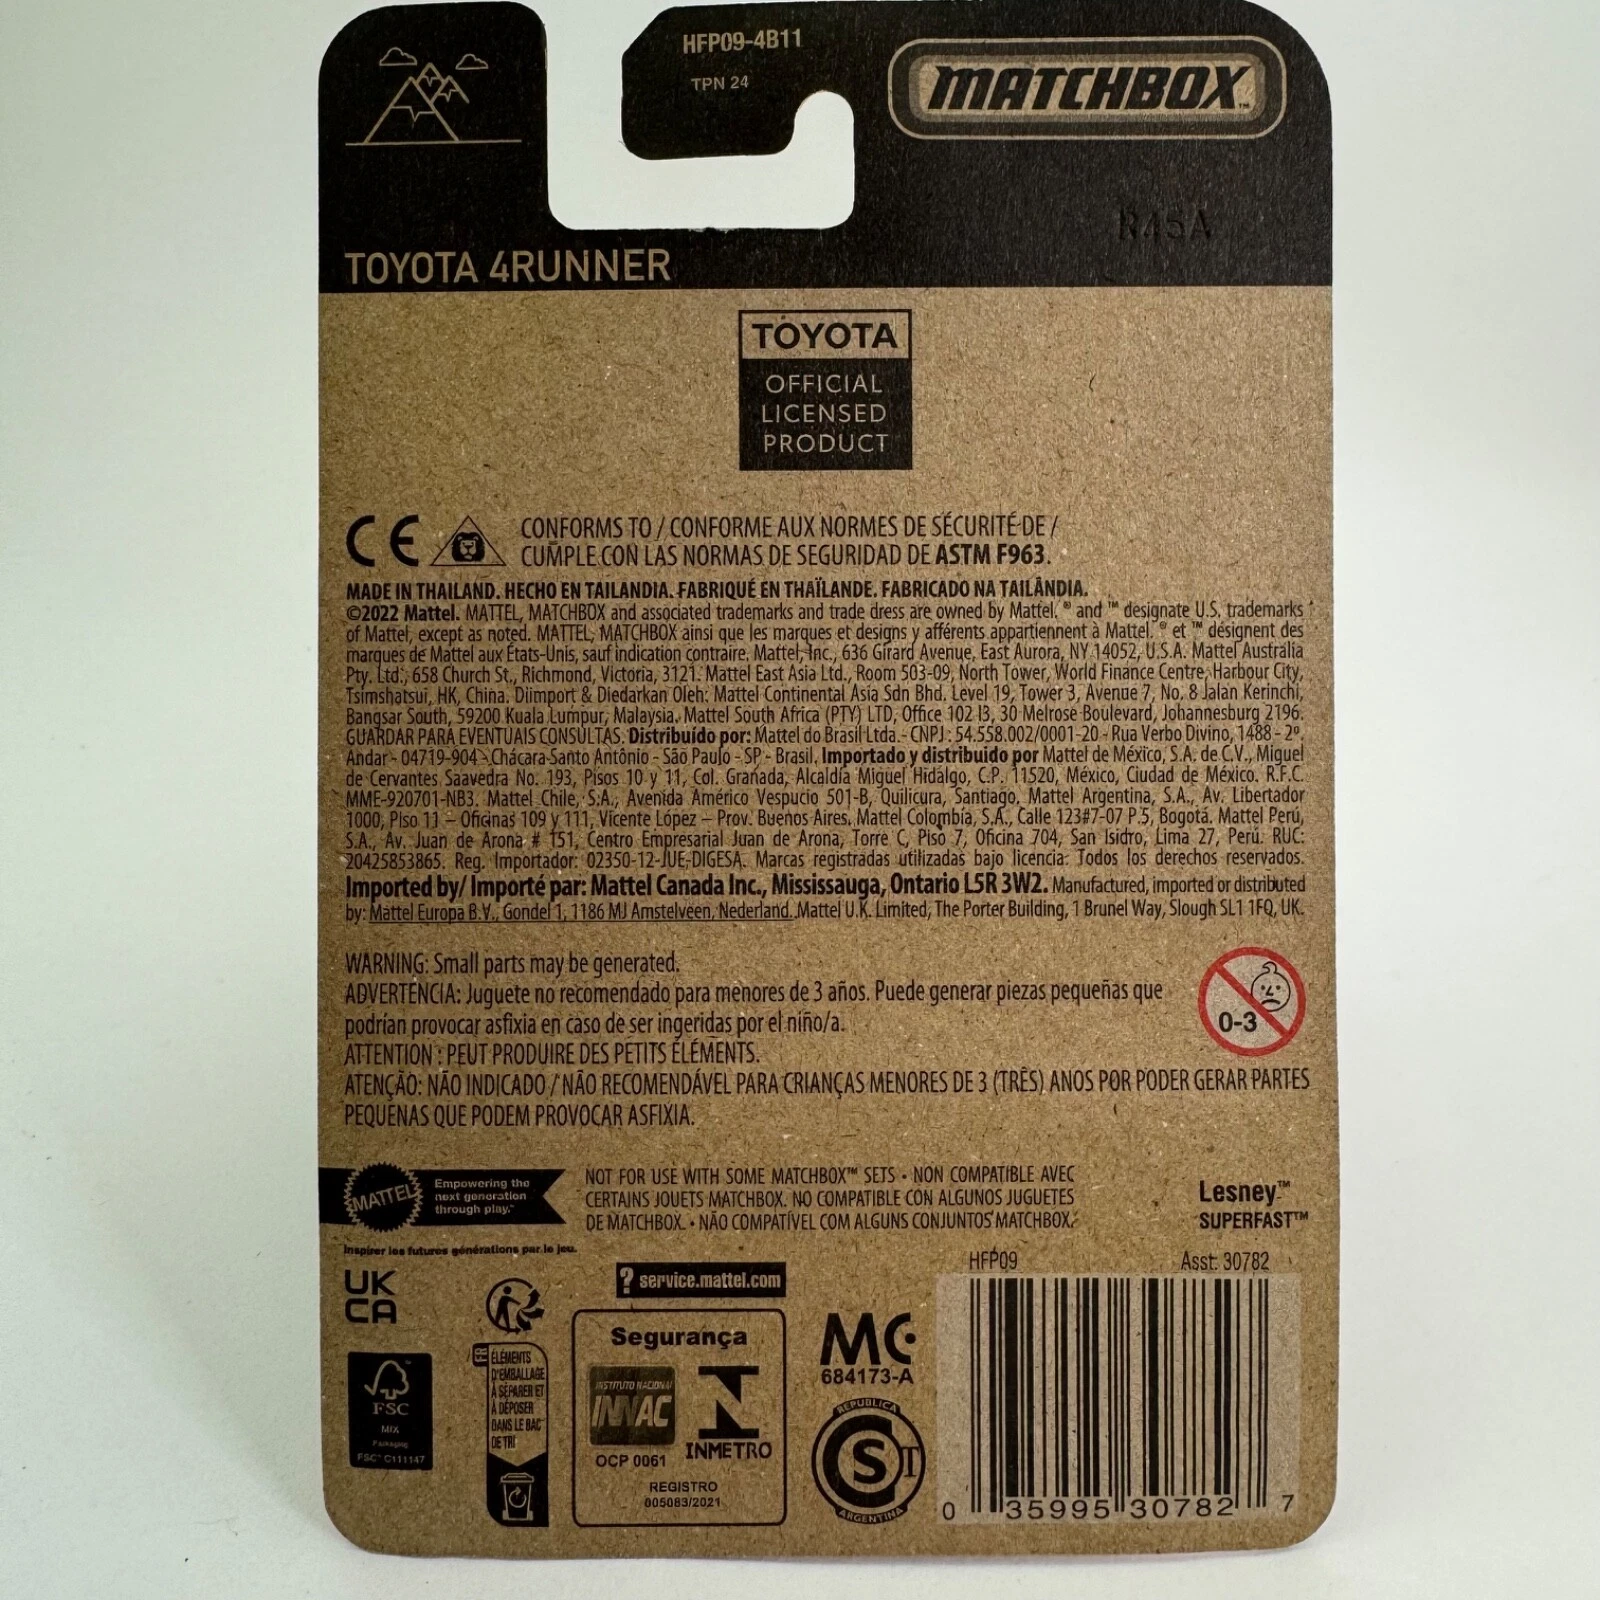 HFP09-4B11
TPN 24
MATCHBOX™
R45A
TOYOTA 4RUNNER
TOYOTA
OFFICIAL
LICENSED
PRODUCT
CE
CONFORMS TO / CONFORME AUX NORMES DE SÉCURITÉ DE /
CUMPLE CON LAS NORMAS DE SEGURIDAD DE ASTM F963.
MADE IN THAILAND. HECHO EN TAILANDIA. FABRIQUÉ EN THAÏLANDE. FABRICADO NA TAILÂNDIA.
©2022 Mattel. MATTEL, MATCHBOX and associated trademarks and trade dress are owned by Mattel. ® and ™ designate U.S. trademarks
of Mattel, except as noted. MATTEL, MATCHBOX ainsi que les marques et designs y afférents appartiennent à Mattel. ® et ™ désignent des
marques de Mattel aux États-Unis, sauf indication contraire. Mattel, Inc., 636 Girard Avenue, East Aurora, NY 14052, U.S.A. Mattel Australia
Pty. Ltd., 658 Church St., Richmond, Victoria, 3121. Mattel East Asia Ltd., Room 503-09, North Tower, World Finance Centre, Harbour City,
Tsimshatsui, HK, China. Diimport & Diedarkan Oleh: Mattel Continental Asia Sdn Bhd. Level 19, Tower 3, Avenue 7, No. 8 Jalan Kerinchi,
Bangsar South, 59200 Kuala Lumpur, Malaysia. Mattel South Africa (PTY) LTD, Office 102 I3, 30 Melrose Boulevard, Johannesburg 2196.
GUARDAR PARA EVENTUAIS CONSULTAS. Distribuído por: Mattel do Brasil Ltda.- CNPJ : 54.558.002/0001-20 - Rua Verbo Divino, 1488 - 2º.
Andar - 04719-904 - Chácara Santo Antônio - São Paulo - SP - Brasil. Importado y distribuido por Mattel de México, S.A. de C.V., Miguel
de Cervantes Saavedra No. 193, Pisos 10 y 11, Col. Granada, Alcaldía Miguel Hidalgo, C.P. 11520, México, Ciudad de México. R.F.C.
MME-920701-NB3. Mattel Chile, S.A., Avenida Américo Vespucio 501-B, Quilicura, Santiago. Mattel Argentina, S.A., Av. Libertador
1000, Piso 11 – Oficinas 109 y 111, Vicente López – Prov. Buenos Aires. Mattel Colombia, S.A., Calle 123#7-07 P.5, Bogotá. Mattel Perú,
S.A., Av. Juan de Arona # 151, Centro Empresarial Juan de Arona, Torre C, Piso 7, Oficina 704, San Isidro, Lima 27, Perú. RUC:
20425853865. Reg. Importador: 02350-12-JUE-DIGESA. Marcas registradas utilizadas bajo licencia. Todos los derechos reservados.
Imported by/ Importé par: Mattel Canada Inc., Mississauga, Ontario L5R 3W2. Manufactured, imported or distributed
by: Mattel Europa B.V., Gondel 1, 1186 MJ Amstelveen, Nederland. Mattel U.K. Limited, The Porter Building, 1 Brunel Way, Slough SL1 1FQ, UK.
WARNING: Small parts may be generated.
ADVERTENCIA: Juguete no recomendado para menores de 3 años. Puede generar piezas pequeñas que
podrían provocar asfixia en caso de ser ingeridas por el niño/a.
ATTENTION : PEUT PRODUIRE DES PETITS ÉLÉMENTS.
ATENÇÃO: NÃO INDICADO / NÃO RECOMENDÁVEL PARA CRIANÇAS MENORES DE 3 (TRÊS) ANOS POR PODER GERAR PARTES
PEQUENAS QUE PODEM PROVOCAR ASFIXIA.
0-3
MATTEL
Empowering the
next generation
through play.™
Inspirer les futures générations par le jeu.
NOT FOR USE WITH SOME MATCHBOX™ SETS • NON COMPATIBLE AVEC
CERTAINS JOUETS MATCHBOX. NO COMPATIBLE CON ALGUNOS JUGUETES
DE MATCHBOX. • NÃO COMPATÍVEL COM ALGUNS CONJUNTOS MATCHBOX.
Lesney™
SUPERFAST™
HFP09
Asst. 30782
UK
CA
? service.mattel.com
FSC
MIX
Packaging
FSC® C111147
FR
ÉLÉMENTS
D'EMBALLAGE
À SÉPARER ET
À DÉPOSER
DANS LE BAC
DE TRI
Segurança
INSTITUTO NACIONAL
INNAC
OCP 0061
INMETRO
REGISTRO
005083/2021
MC
684173-A
REPUBLICA
CST
ARGENTINA
0 35995 30782 7